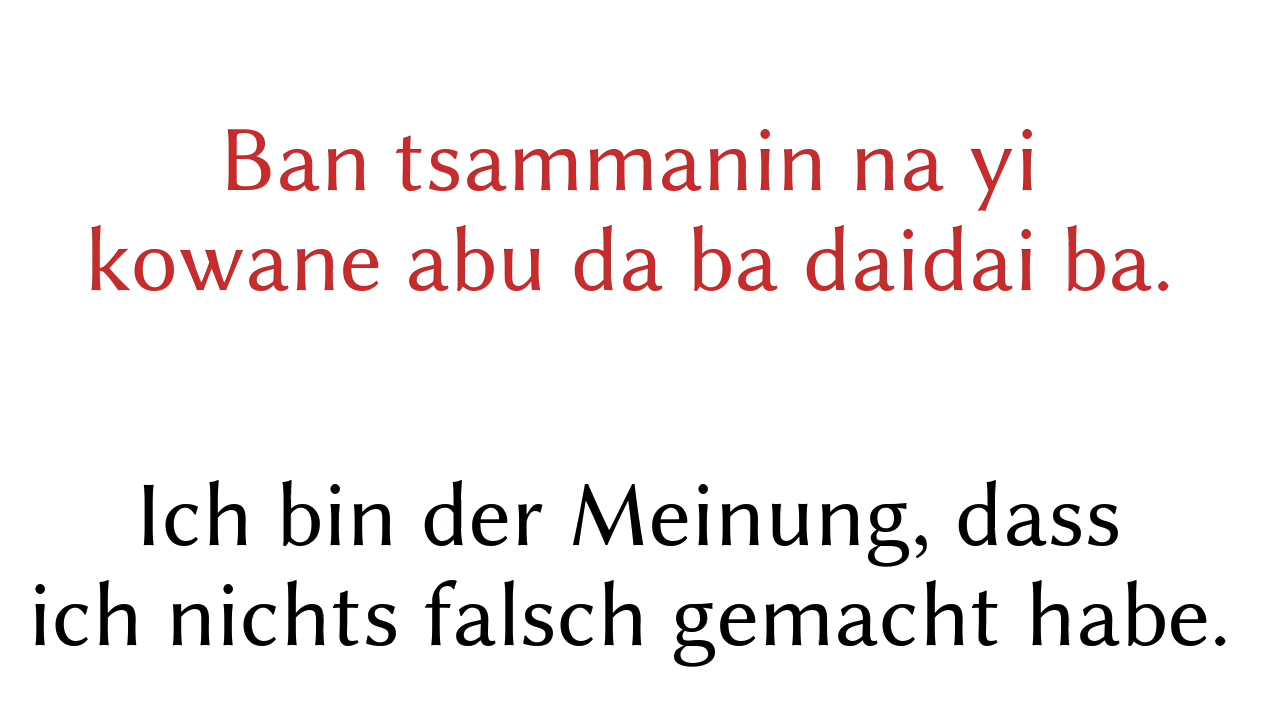 Ban tsammanin na yi
kowane abu da ba daidai ba.
Ich bin der Meinung, dass
ich nichts falsch gemacht habe.